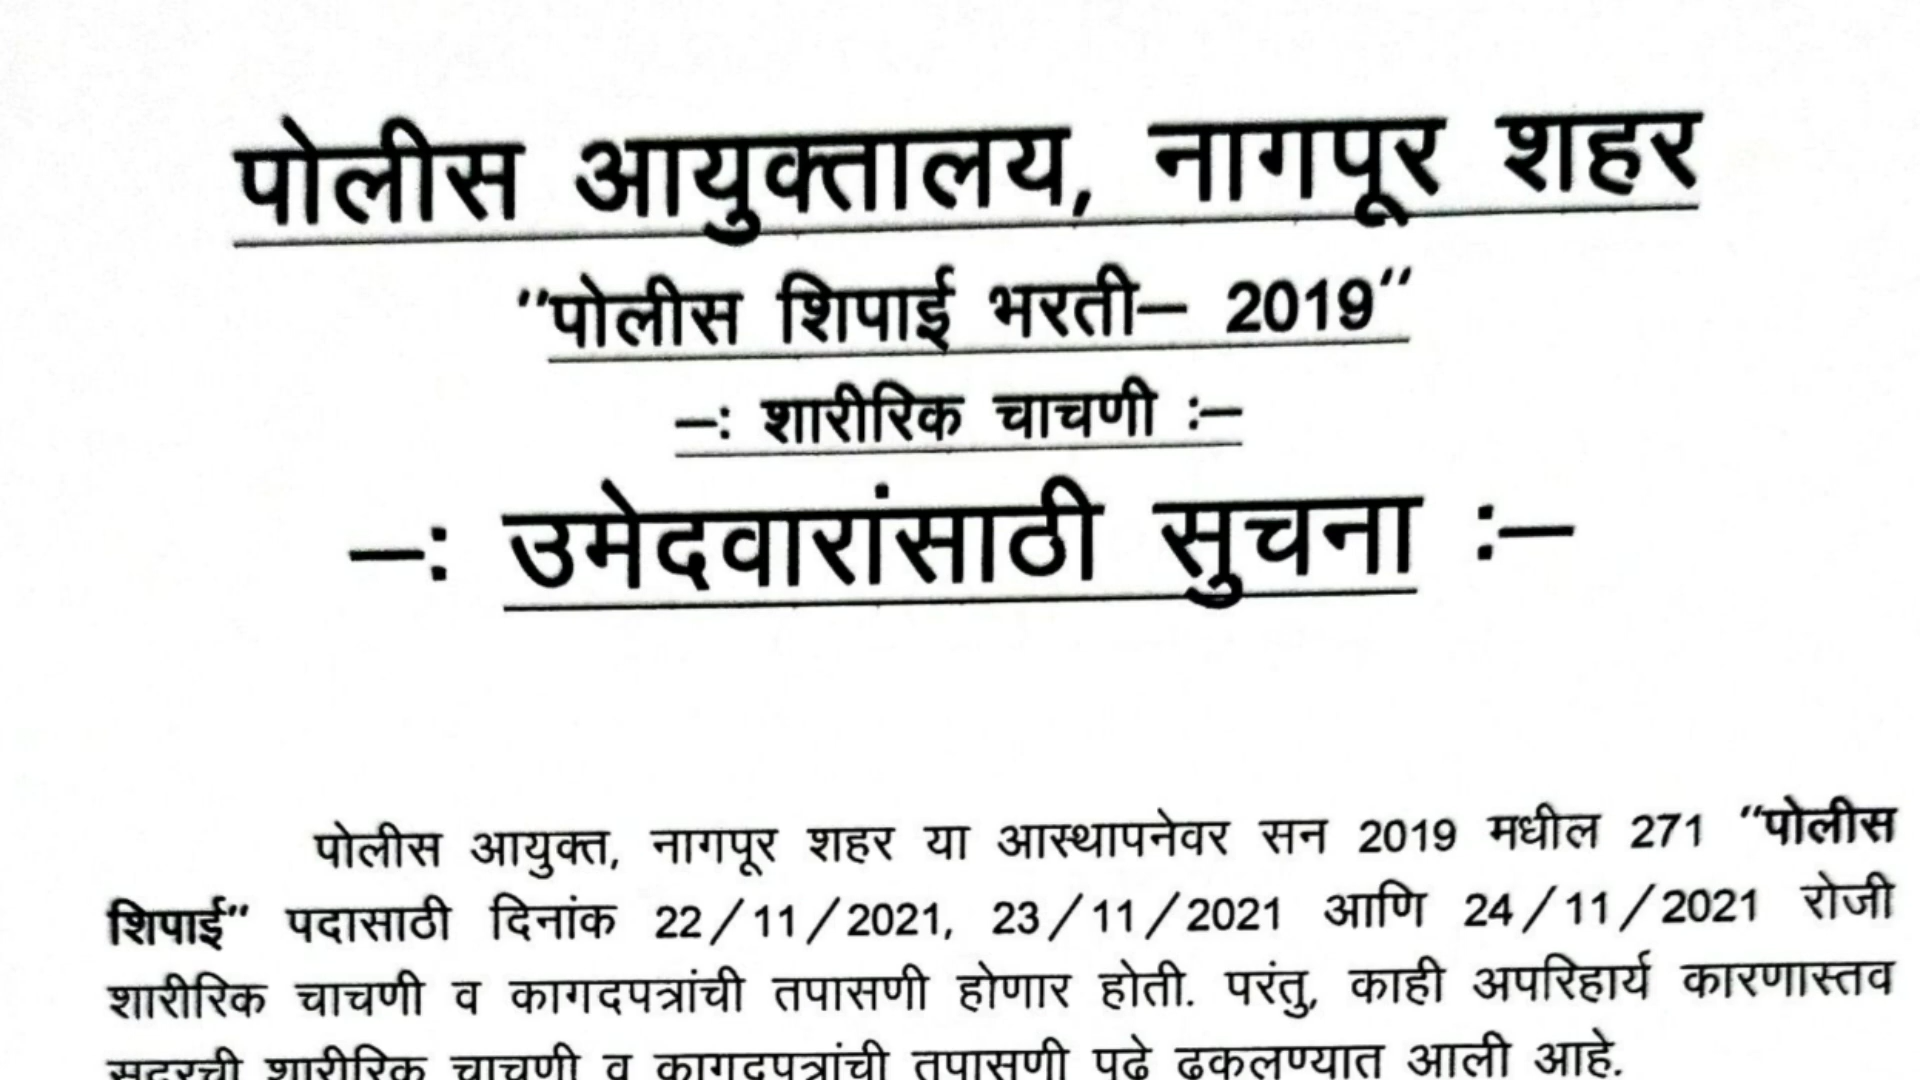 पोलीस आयुक्तालय, नागपूर शहर
"पोलीस शिपाई भरती– 2019"
–: शारीरिक चाचणी :–
–: उमेदवारांसाठी सुचना :–
पोलीस आयुक्त, नागपूर शहर या आस्थापनेवर सन 2019 मधील 271 "पोलीस
शिपाई" पदासाठी दिनांक 22/11/2021, 23/11/2021 आणि 24/11/2021 रोजी
शारीरिक चाचणी व कागदपत्रांची तपासणी होणार होती. परंतु, काही अपरिहार्य कारणास्तव
सदरची शारीरिक चाचणी व कागदपत्रांची तपासणी पुढे ढकलण्यात आली आहे.